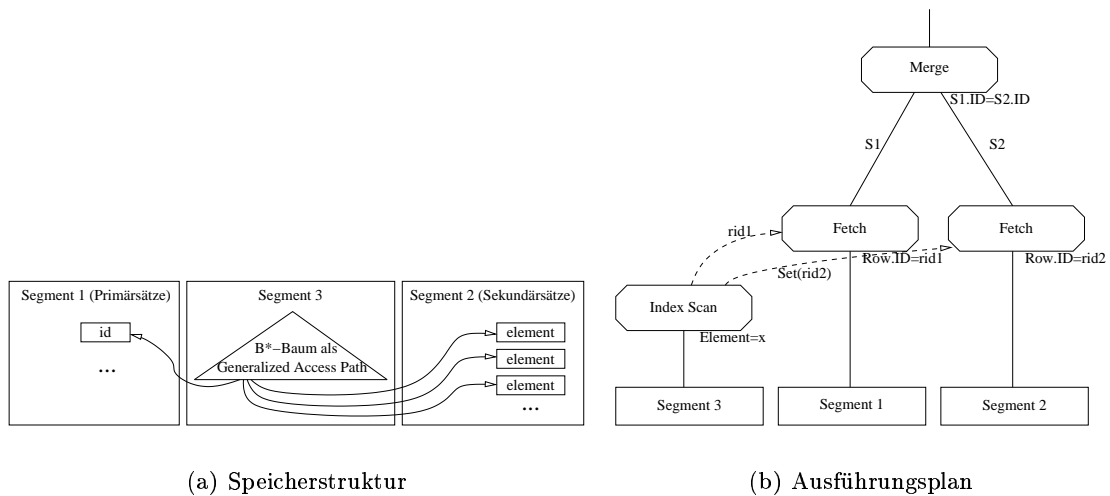 Segment 1 (Primärsätze)
id
...
Segment 3
B*−Baum als
Generalized Access Path
Segment 2 (Sekundärsätze)
element
element
element
...
(a) Speicherstruktur
Merge
S1.ID=S2.ID
S1
S2
Fetch
Row.ID=rid1
Fetch
Row.ID=rid2
rid1
Set(rid2)
Index Scan
Element=x
Segment 3
Segment 1
Segment 2
(b) Ausführungsplan